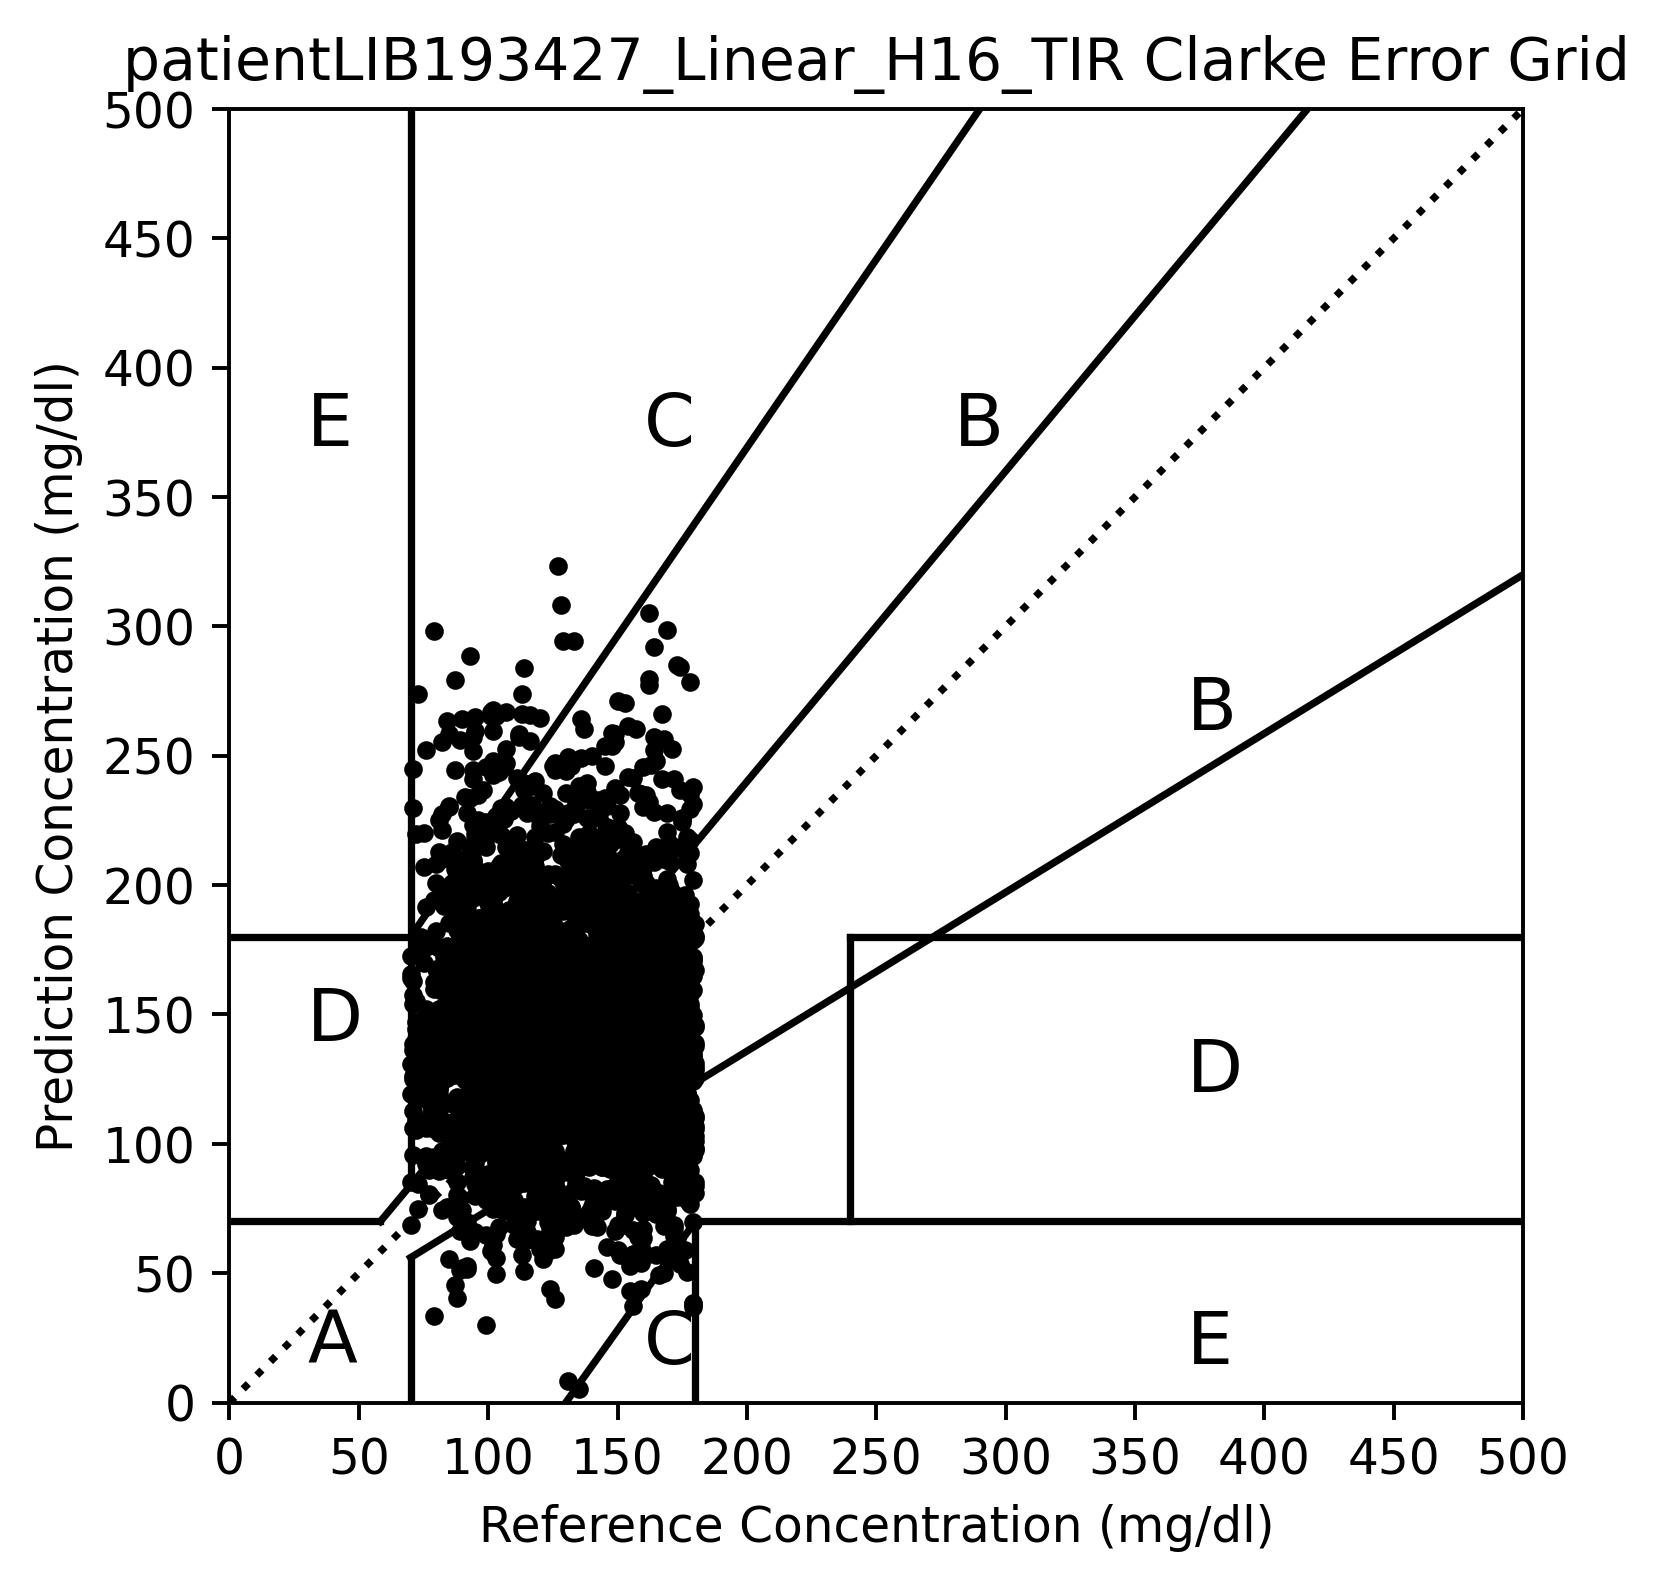 patientLIB193427_Linear_H16_TIR Clarke Error Grid
500
450
400
350
300
250
200
150
100
50
0
Prediction Concentration (mg/dl)
E
C
B
B
D
D
A
C
E
0 50 100 150 200 250 300 350 400 450 500
Reference Concentration (mg/dl)